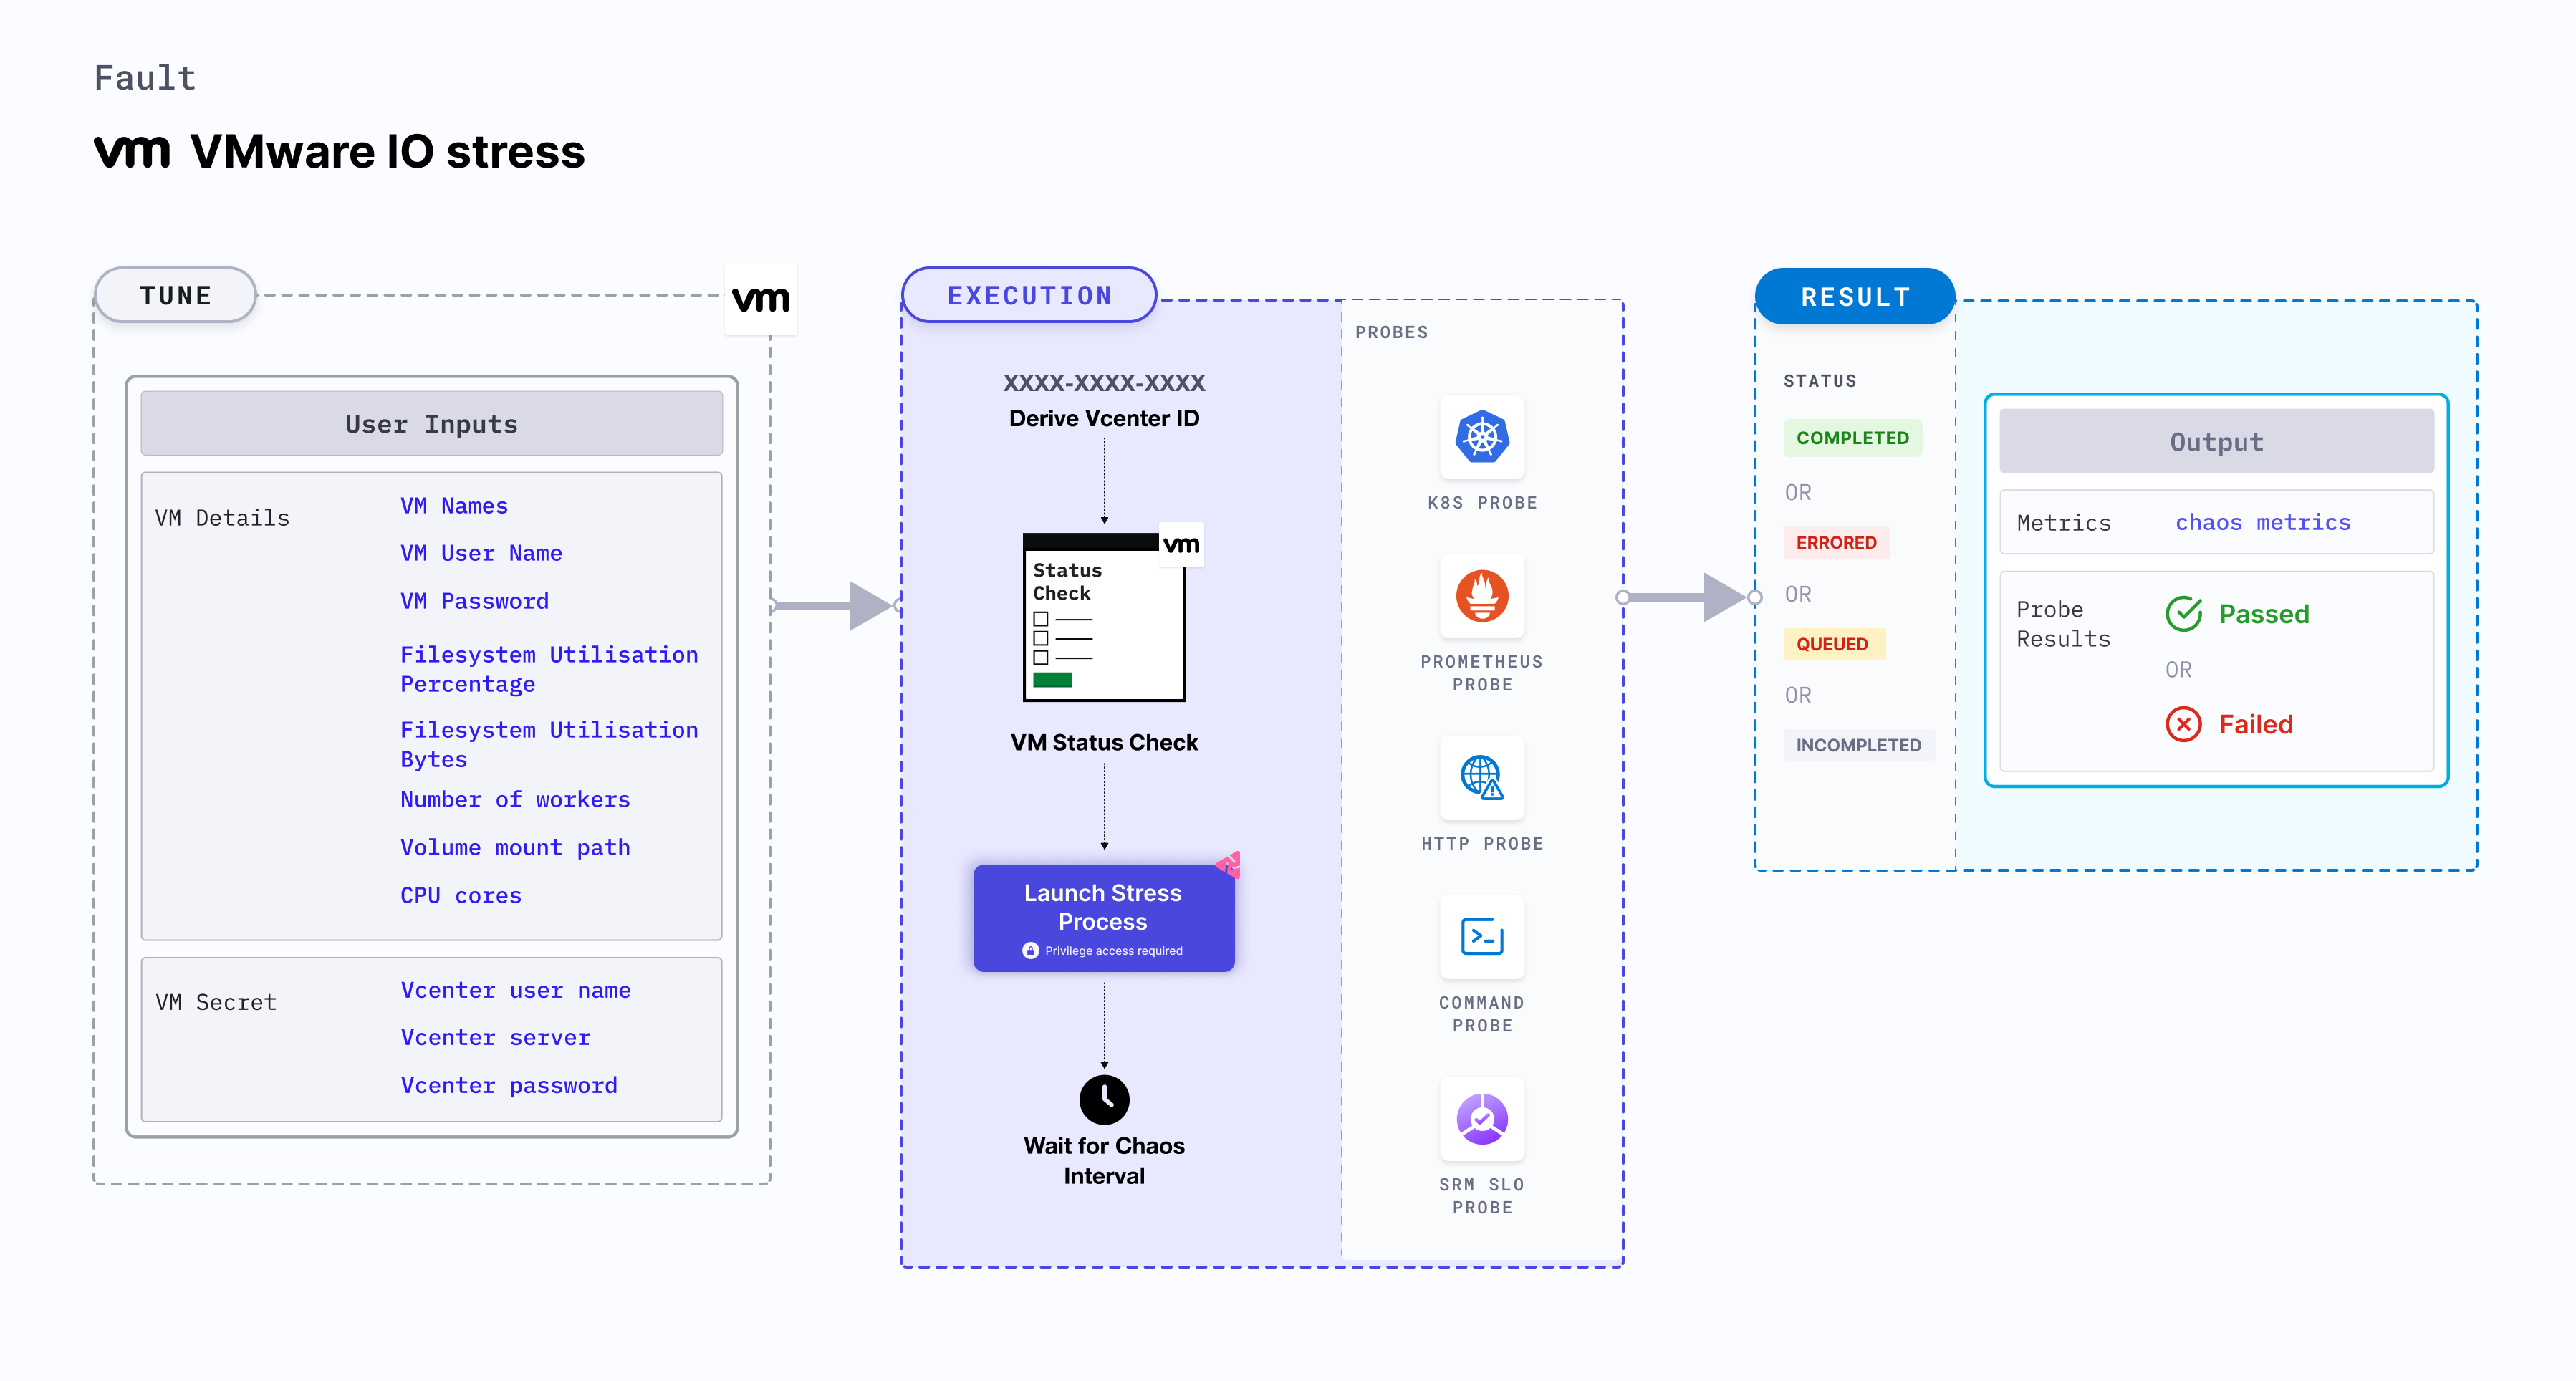 Fault
vm VMware IO stress
TUNE
vm
User Inputs
VM Details
VM Names
VM User Name
VM Password
Filesystem Utilisation
Percentage
Filesystem Utilisation
Bytes
Number of workers
Volume mount path
CPU cores
VM Secret
Vcenter user name
Vcenter server
Vcenter password
EXECUTION
XXXX-XXXX-XXXX
Derive Vcenter ID
vm
Status
Check
VM Status Check
Launch Stress
Process
Privilege access required
Wait for Chaos
Interval
PROBES
K8S PROBE
PROMETHEUS
PROBE
HTTP PROBE
COMMAND
PROBE
SRM SLO
PROBE
RESULT
STATUS
COMPLETED
OR
ERRORED
OR
QUEUED
OR
INCOMPLETED
Output
Metrics
chaos metrics
Probe
Results
Passed
OR
Failed